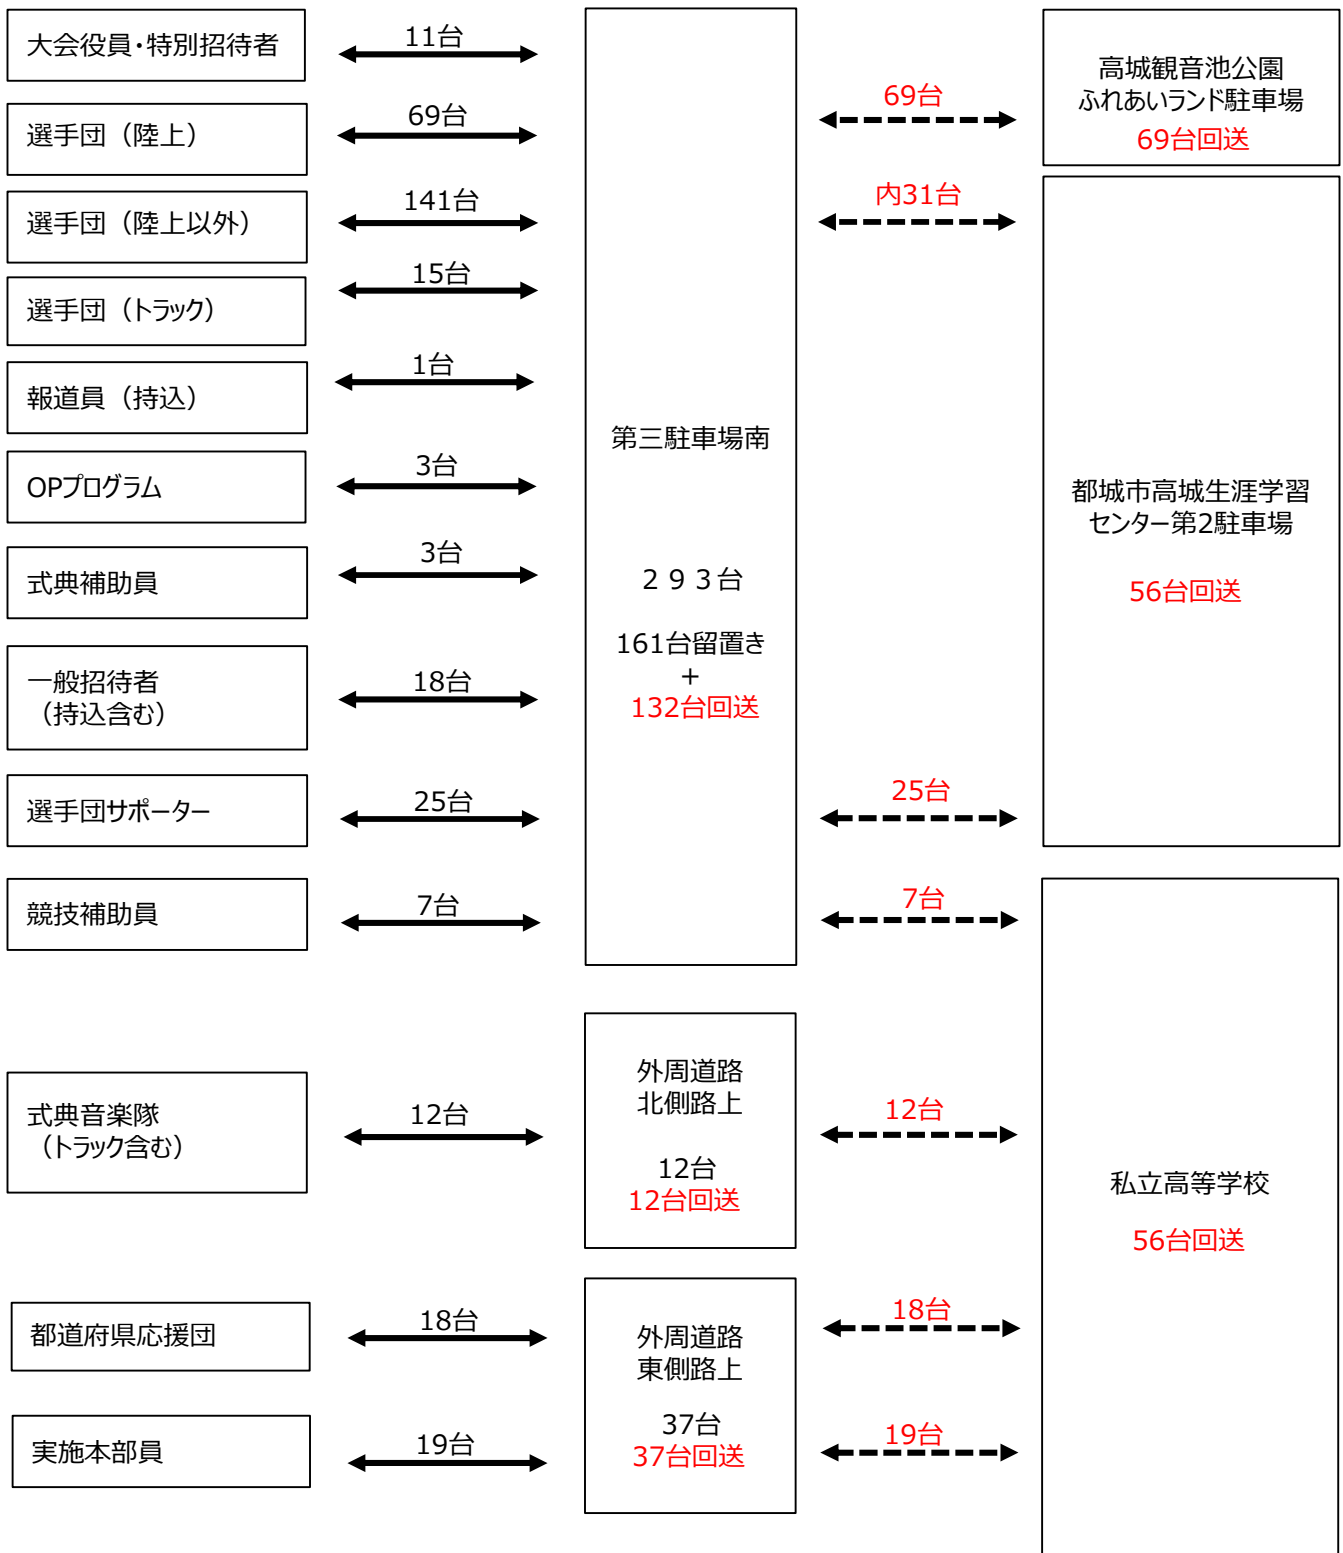 大会役員・特別招待者
11台
選手団（陸上）
69台
選手団（陸上以外）
141台
選手団（トラック）
15台
報道員（持込）
1台
OPプログラム
3台
式典補助員
3台
一般招待者
（持込含む）
18台
選手団サポーター
25台
競技補助員
7台
第三駐車場南
２９３台
161台留置き
+
132台回送
69台
高城観音池公園
ふれあいランド駐車場
69台回送
内31台
都城市高城生涯学習
センター第2駐車場
56台回送
25台
7台
式典音楽隊
（トラック含む）
12台
外周道路
北側路上
12台
12台回送
12台
私立高等学校
56台回送
都道府県応援団
18台
実施本部員
19台
外周道路
東側路上
37台
37台回送
18台
19台